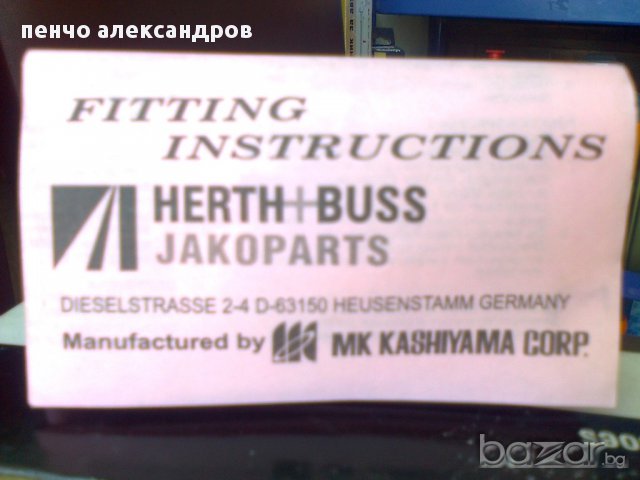 пенчо александров
FITTING
INSTRUCTIONS
HERTH+BUSS
JAKOPARTS
DIESELSTRASSE 2-4 D-63150 HEUSENSTAMM GERMANY
Manufactured by MK KASHIYAMA CORP.
bazar.bg